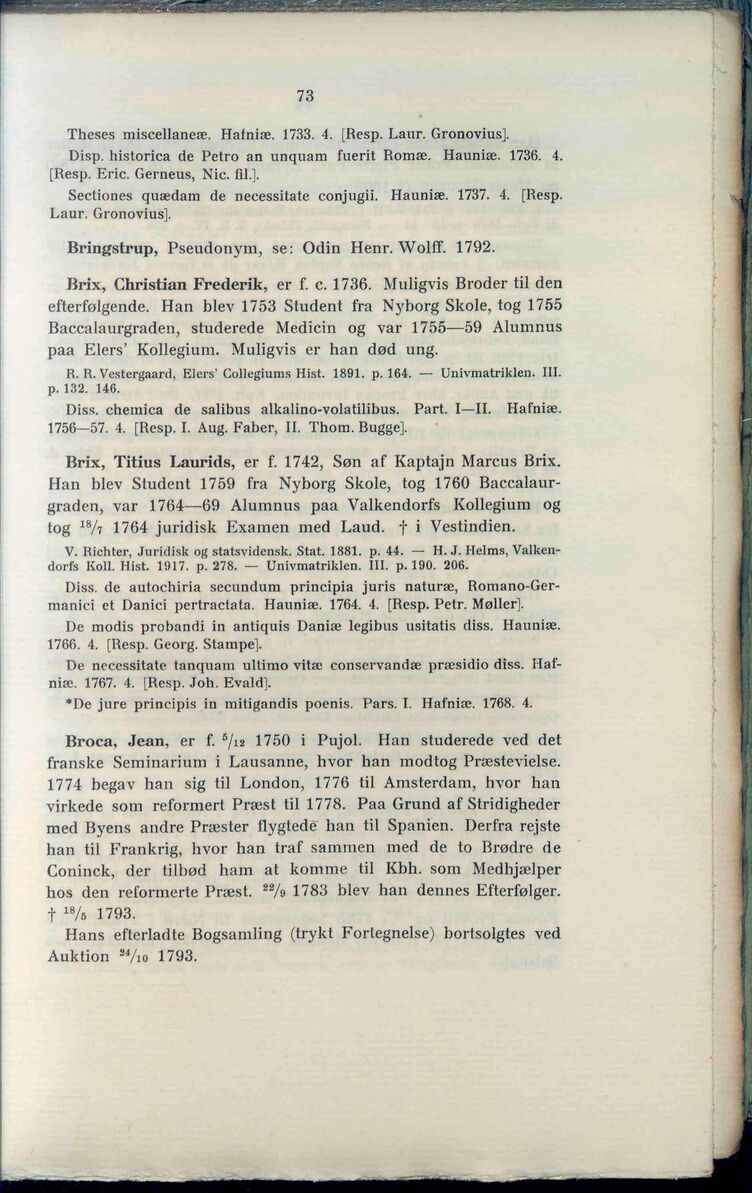 73
Theses miscellaneæ. Hafniæ. 1733. 4. [Resp. Laur. Gronovius].
Disp. historica de Petro an unquam fuerit Romæ. Hauniæ. 1736. 4.
[Resp. Eric. Gerneus, Nic. fil.].
Sectiones quædam de necessitate conjugii. Hauniæ. 1737. 4. [Resp.
Laur. Gronovius].
Bringstrup, Pseudonym, se: Odin Henr. Wolff. 1792.
Brix, Christian Frederik, er f. c. 1736. Muligvis Broder til den
efterfølgende. Han blev 1753 Student fra Nyborg Skole, tog 1755
Baccalaurgraden, studerede Medicin og var 1755—59 Alumnus
paa Elers' Kollegium. Muligvis er han død ung.
R. R. Vestergaard, Elers' Collegiums Hist. 1891. p. 164. — Univmatriklen. III.
p. 132. 146.
Diss. chemica de salibus alkalino-volatilibus. Part. I—II. Hafniæ.
1756—57. 4. [Resp. I. Aug. Faber, II. Thom. Bugge].
Brix, Titius Laurids, er f. 1742, Søn af Kaptajn Marcus Brix.
Han blev Student 1759 fra Nyborg Skole, tog 1760 Baccalaur-
graden, var 1764—69 Alumnus paa Valkendorfs Kollegium og
tog 18/7 1764 juridisk Examen med Laud. † i Vestindien.
V. Richter, Juridisk og statsvidensk. Stat. 1881. p. 44. — H. J. Helms, Valken-
dorfs Koll. Hist. 1917. p. 278. — Univmatriklen. III. p. 190. 206.
Diss. de autochiria secundum principia juris naturæ, Romano-Ger-
manici et Danici pertractata. Hauniæ. 1764. 4. [Resp. Petr. Møller].
De modis probandi in antiquis Daniæ legibus usitatis diss. Hauniæ.
1766. 4. [Resp. Georg. Stampe].
De necessitate tanquam ultimo vitæ conservandæ præsidio diss. Haf-
niæ. 1767. 4. [Resp. Joh. Evald].
*De jure principis in mitigandis poenis. Pars. I. Hafniæ. 1768. 4.
Broca, Jean, er f. 5/12 1750 i Pujol. Han studerede ved det
franske Seminarium i Lausanne, hvor han modtog Præstevielse.
1774 begav han sig til London, 1776 til Amsterdam, hvor han
virkede som reformert Præst til 1778. Paa Grund af Stridigheder
med Byens andre Præster flygtede han til Spanien. Derfra rejste
han til Frankrig, hvor han traf sammen med de to Brødre de
Coninck, der tilbød ham at komme til Kbh. som Medhjælper
hos den reformerte Præst. 22/9 1783 blev han dennes Efterfølger.
† 18/5 1793.
Hans efterladte Bogsamling (trykt Fortegnelse) bortsolgtes ved
Auktion 24/10 1793.